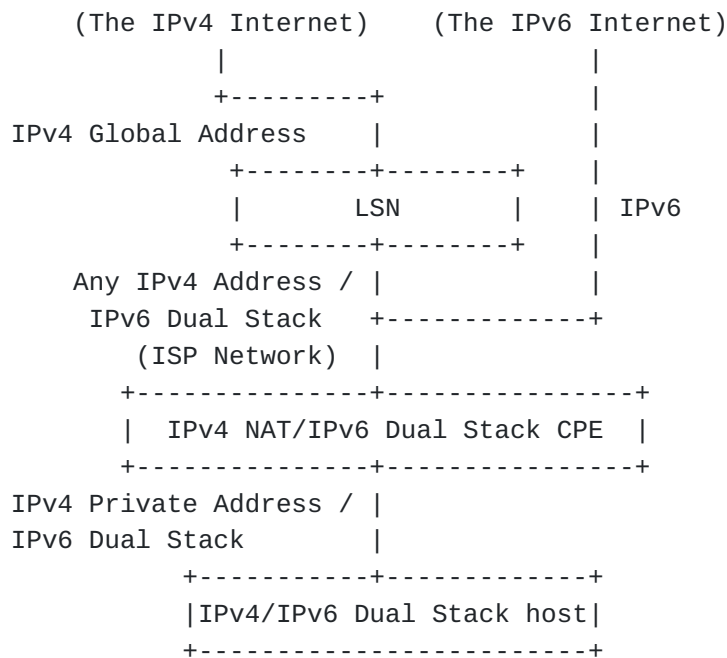 (The IPv4 Internet) (The IPv6 Internet)
IPv4 Global Address
LSN
IPv6
Any IPv4 Address /
IPv6 Dual Stack
(ISP Network)
IPv4 NAT/IPv6 Dual Stack CPE
IPv4 Private Address /
IPv6 Dual Stack
IPv4/IPv6 Dual Stack host